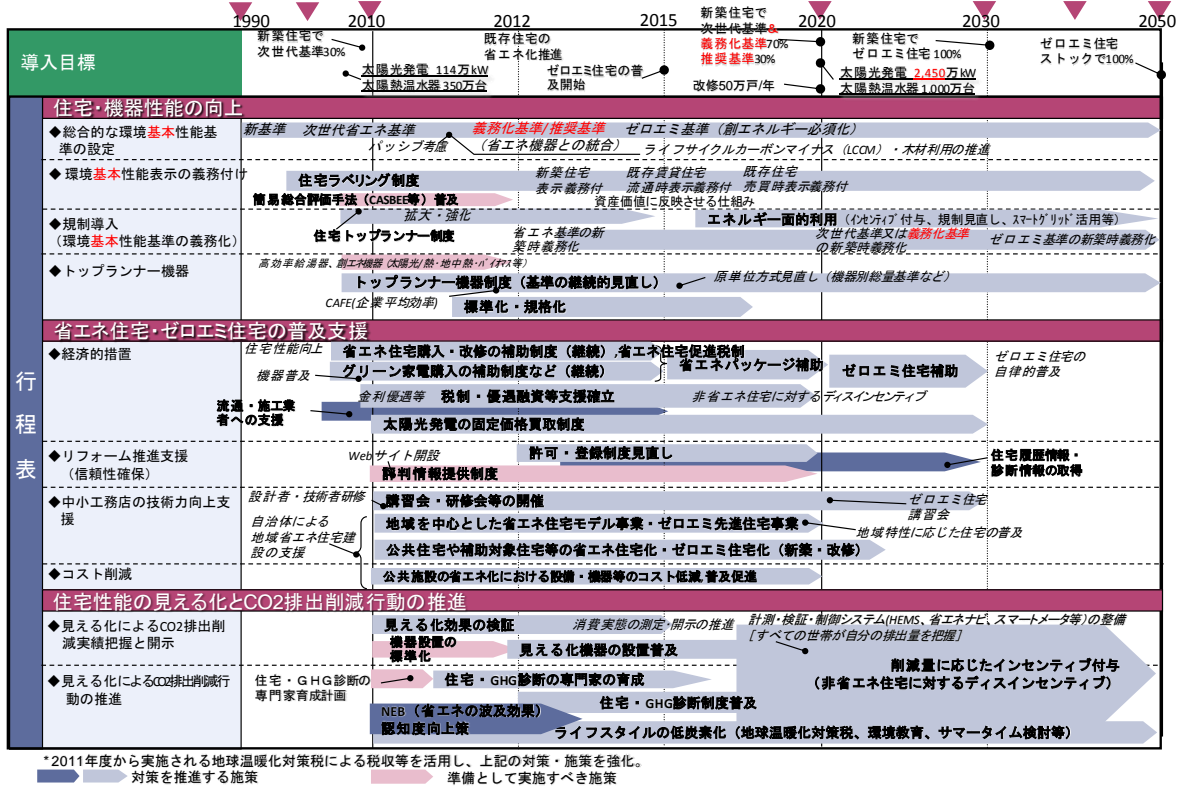 1990 2010 2012 2015 2020 2030 2050
導入目標
新築住宅で
次世代基準30%
太陽光発電 114万kW
太陽熱温水器350万台
既存住宅の
省エネ化推進
ゼロエミ住宅の普
及開始
新築住宅で
次世代基準&
義務化基準70%
推奨基準30%
改修50万戸/年
新築住宅で
ゼロエミ住宅100%
太陽光発電 2,450万kW
太陽熱温水器1,000万台
ゼロエミ住宅
ストックで100%
行程表
住宅・機器性能の向上
◆総合的な環境基本性能基
準の設定
新基準 次世代省エネ基準 義務化基準/推奨基準 ゼロエミ基準（創エネルギー必須化）
パッシブ考慮 （省エネ機器との統合） ライフサイクルカーボンマイナス（LCCM）・木材利用の推進
◆環境基本性能表示の義務付け
住宅ラベリング制度
新築住宅
表示義務付
既存賃貸住宅
流通時表示義務付
既存住宅
売買時表示義務付
簡易総合評価手法(CASBEE等）普及
資産価値に反映させる仕組み
◆規制導入
（環境基本性能基準の義務化）
拡大・強化
住宅トップランナー制度
エネルギー面的利用（インセンティブ付与、規制見直し、スマートグリッド活用等）
省エネ基準の新
築時義務化
次世代基準又は義務化基準
の新築時義務化
ゼロエミ基準の新築時義務化
◆トップランナー機器
高効率給湯器、創エネ機器（太陽光/熱・地中熱・バイオマス等）
トップランナー機器制度（基準の継続的見直し）
原単位方式見直し（機器別総量基準など）
CAFE(企業平均効率)
標準化・規格化
省エネ住宅・ゼロエミ住宅の普及支援
◆経済的措置
住宅性能向上
省エネ住宅購入・改修の補助制度（継続）,省エネ住宅促進税制
機器普及
グリーン家電購入の補助制度など（継続）
省エネパッケージ補助
ゼロエミ住宅補助
ゼロエミ住宅の
自律的普及
金利優遇等 税制・優遇融資等支援確立
非省エネ住宅に対するディスインセンティブ
流通・施工業
者への支援
太陽光発電の固定価格買取制度
◆リフォーム推進支援
（信頼性確保）
Webサイト開設
許可・登録制度見直し
評判情報提供制度
住宅履歴情報・
診断情報の取得
◆中小工務店の技術力向上支
援
設計者・技術者研修
講習会・研修会等の開催
ゼロエミ住宅
講習会
自治体による
地域省エネ住宅建
設の支援
地域を中心とした省エネ住宅モデル事業・ゼロエミ先進住宅事業
地域特性に応じた住宅の普及
公共住宅や補助対象住宅等の省エネ住宅化・ゼロエミ住宅化（新築・改修）
◆コスト削減
公共施設の省エネ化における設備・機器等のコスト低減,普及促進
住宅性能の見える化とCO2排出削減行動の推進
◆見える化によるCO2排出削
減実績把握と開示
見える化効果の検証
消費実態の測定・開示の推進
計測・検証・制御システム(HEMS、省エネナビ、スマートメータ等）の整備
[すべての世帯が自分の排出量を把握]
機器設置の
標準化
見える化機器の設置普及
削減量に応じたインセンティブ付与
（非省エネ住宅に対するディスインセンティブ）
◆見える化によるCO2排出削減行
動の推進
住宅・GHG診断の
専門家育成計画
住宅・GHG診断の専門家の育成
住宅・GHG診断制度普及
NEB（省エネの波及効果）
認知度向上策
ライフスタイルの低炭素化（地球温暖化対策税、環境教育、サマータイム検討等）
*2011年度から実施される地球温暖化対策税による税収等を活用し、上記の対策・施策を強化。
対策を推進する施策
準備として実施すべき施策